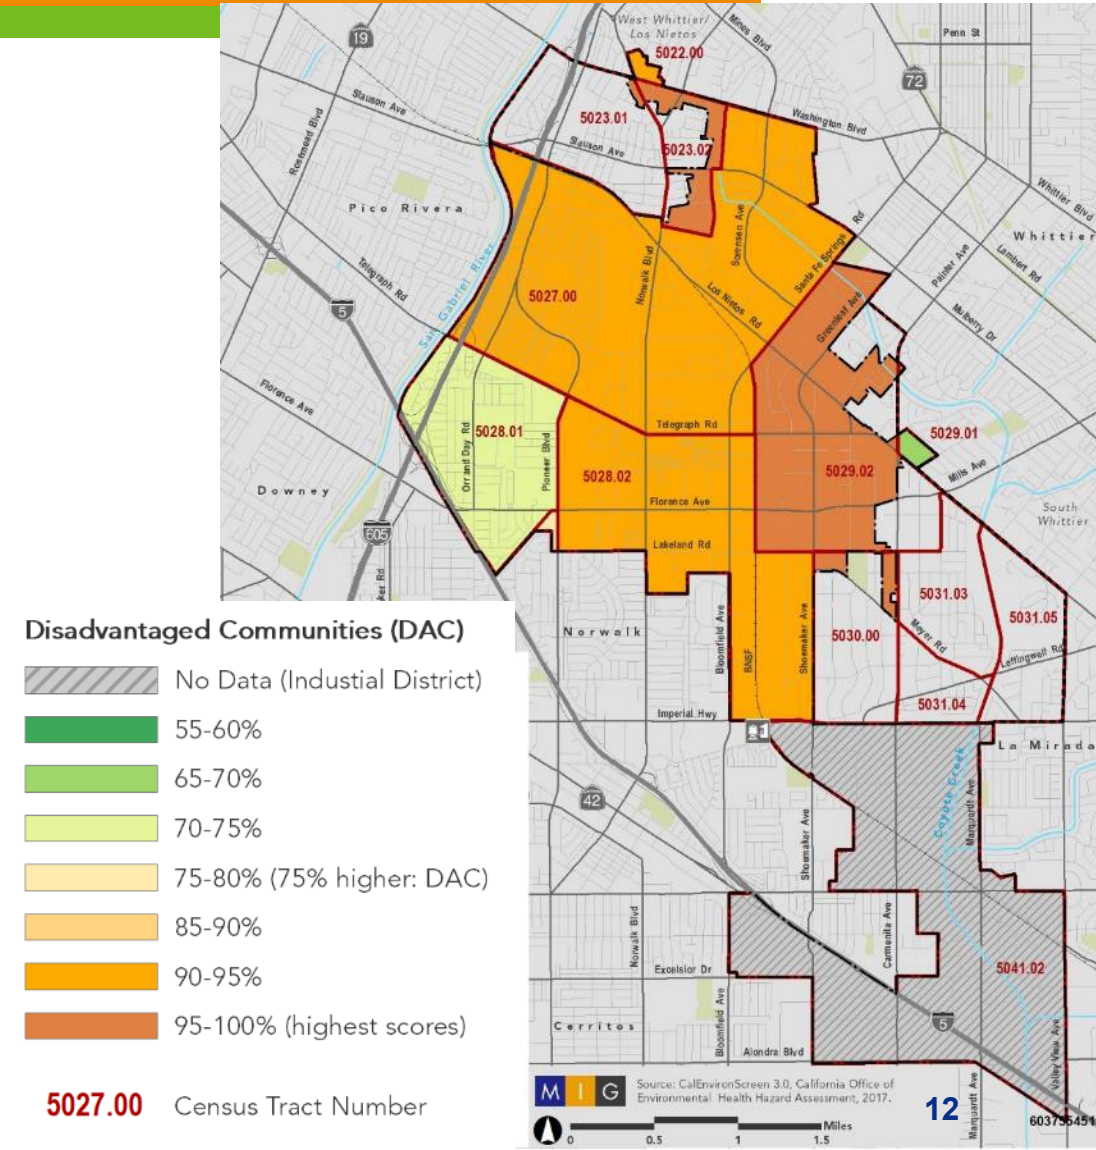 West Whittier/
Los Nietos
Mines Blvd
Penn St
19
5022.00
72
Slauson Ave
Rosemead Blvd
5023.01
Washington Blvd
Slauson Ave
5023.02
Whittier Blvd
Pico Rivera
Whittier
Sorensen Ave
Santa Fe Springs Rd
Painter Ave
Lambert Rd
San Gabriel River
Norwalk Blvd
Telegraph Rd
5027.00
Los Nietos Rd
Greenleaf Ave
Mulberry Dr
5
Florence Ave
Telegraph Rd
5028.01
Orr and Day Rd
Pioneer Blvd
5028.02
5029.02
5029.01
Mills Ave
Downey
Florence Ave
South
Whittier
605
Lakeland Rd
5031.03
5031.05
Norwalk
Bloomfield Ave
BNSF
Shoemaker Ave
5030.00
Meyer Rd
Leffingwell Rd
5031.04
Imperial Hwy
La Mirada
Coyote Creek
Marquardt Ave
42
Shoemaker Ave
Norwalk Blvd
Carmenita Ave
Excelsior Dr
5041.02
Bloomfield Ave
5
Cerritos
Alondra Blvd
Valley View Ave
Marquardt Ave
Disadvantaged Communities (DAC)
No Data (Industial District)
55-60%
65-70%
70-75%
75-80% (75% higher: DAC)
85-90%
90-95%
95-100% (highest scores)
5027.00 Census Tract Number
M I G
Source: CalEnvironScreen 3.0, California Office of
Environmental Health Hazard Assessment, 2017.
0 0.5 1 1.5 Miles
12
603755451